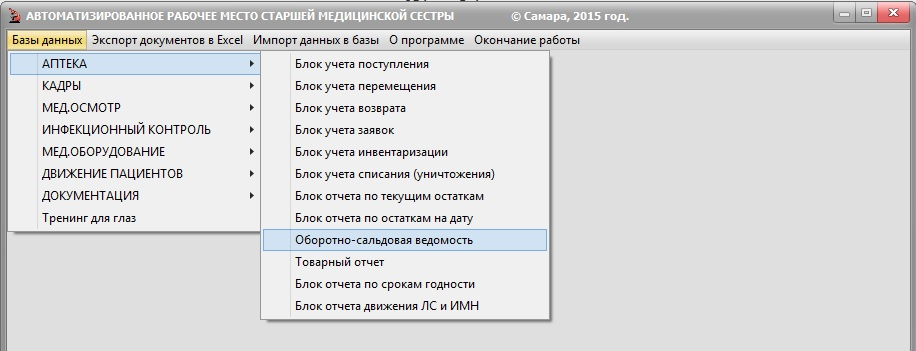 АВТОМАТИЗИРОВАННОЕ РАБОЧЕЕ МЕСТО СТАРШЕЙ МЕДИЦИНСКОЙ СЕСТРЫ © Самара, 2015 год.
Базы данных Экспорт документов в Excel Импорт данных в базы О программе Окончание работы
АПТЕКА
КАДРЫ
МЕД.ОСМОТР
ИНФЕКЦИОННЫЙ КОНТРОЛЬ
МЕД.ОБОРУДОВАНИЕ
ДВИЖЕНИЕ ПАЦИЕНТОВ
ДОКУМЕНТАЦИЯ
Тренинг для глаз
Блок учета поступления
Блок учета перемещения
Блок учета возврата
Блок учета заявок
Блок учета инвентаризации
Блок учета списания (уничтожения)
Блок отчета по текущим остаткам
Блок отчета по остаткам на дату
Оборотно-сальдовая ведомость
Товарный отчет
Блок отчета по срокам годности
Блок отчета движения ЛС и ИМН